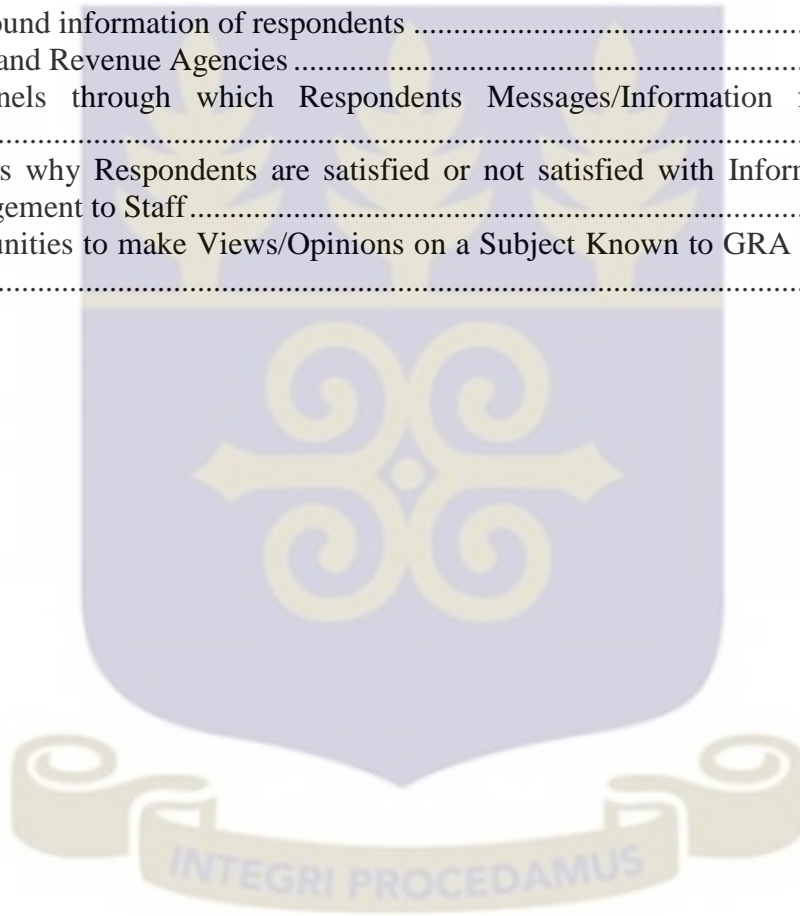 ound information of respondents ....................................................
and Revenue Agencies ....................................................................
nels through which Respondents Messages/Information f
....................................................................................................
s why Respondents are satisfied or not satisfied with Inform
gement to Staff ................................................................................
unities to make Views/Opinions on a Subject Known to GRA
....................................................................................................
INTEGRI PROCEDAMUS